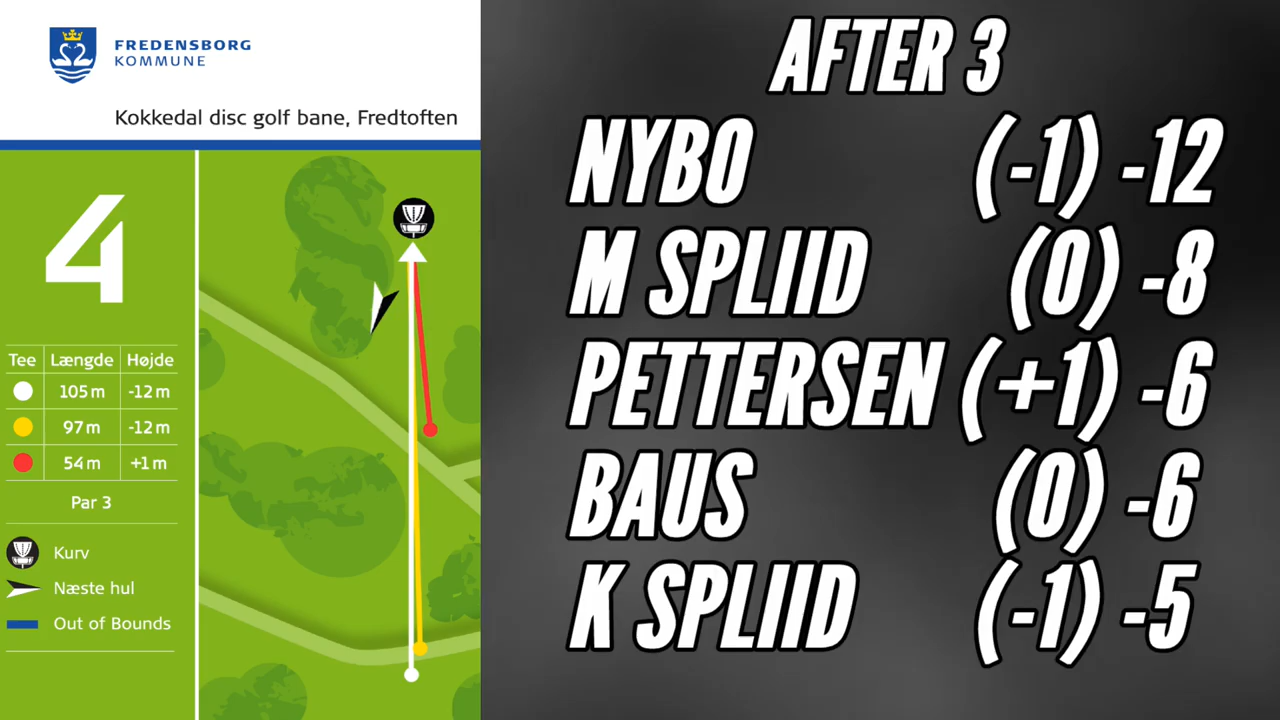 FREDENSBORG
KOMMUNE
Kokkedal disc golf bane, Fredtoften
4
Tee Længde Højde
105 m -12 m
97 m -12 m
54 m +1 m
Par 3
Kurv
Næste hul
Out of Bounds
AFTER 3
NYBO (-1) -12
M SPLIID (0) -8
PETTERSEN (+1) -6
BAUS (0) -6
K SPLIID (-1) -5